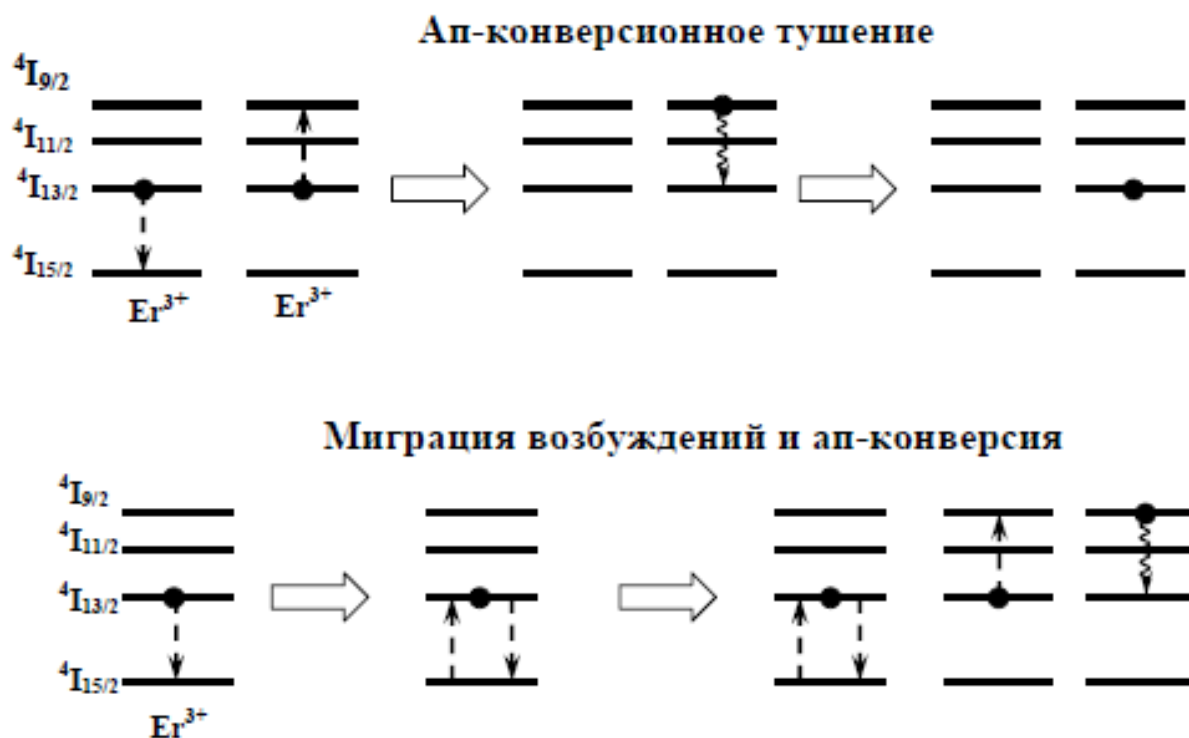 Ап-конверсионное тушение
⁴I₉/₂
⁴I₁₁/₂
⁴I₁₃/₂
⁴I₁₅/₂
Er³⁺ Er³⁺
Миграция возбуждений и ап-конверсия
⁴I₉/₂
⁴I₁₁/₂
⁴I₁₃/₂
⁴I₁₅/₂
Er³⁺